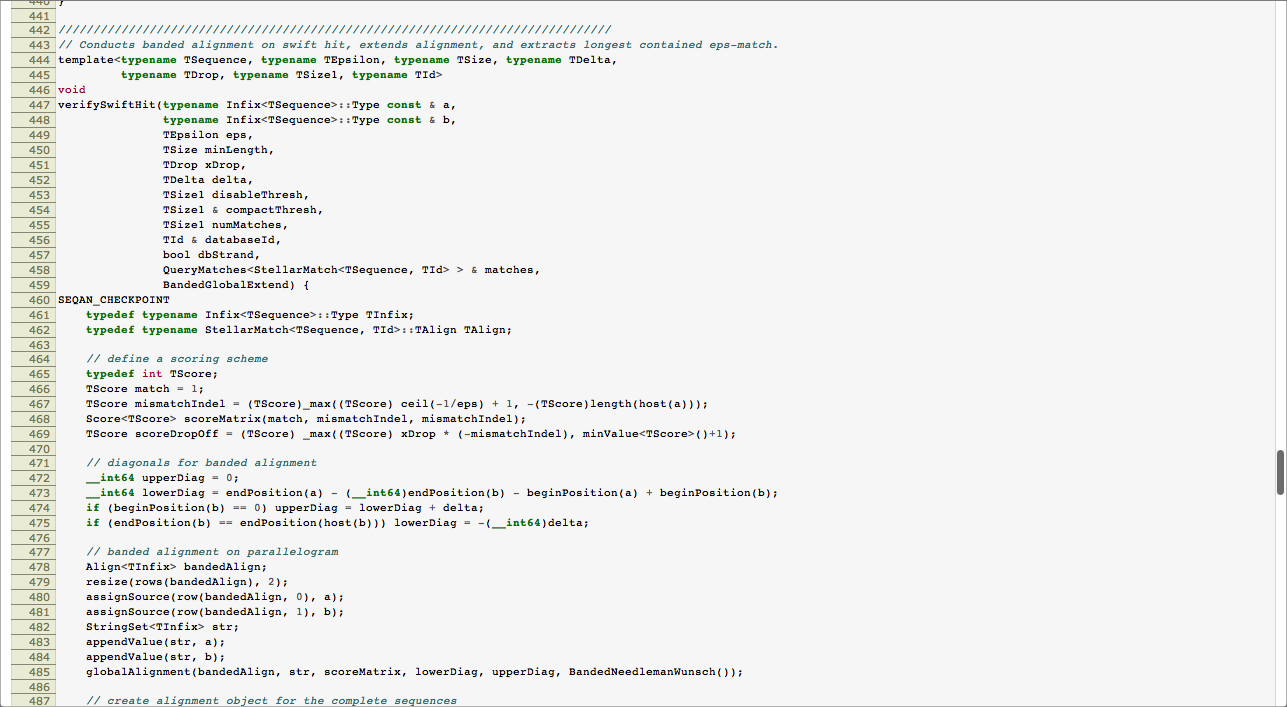 440 }
441
442 ///////////////////////////////////////////////////////////////////////////////
443 // Conducts banded alignment on swift hit, extends alignment, and extracts longest contained eps-match.
444 template<typename TSequence, typename TEpsilon, typename TSize, typename TDelta,
445          typename TDrop, typename TSize1, typename TId>
446 void
447 verifySwiftHit(typename Infix<TSequence>::Type const & a,
448                typename Infix<TSequence>::Type const & b,
449                TEpsilon eps,
450                TSize minLength,
451                TDrop xDrop,
452                TDelta delta,
453                TSize1 disableThresh,
454                TSize1 & compactThresh,
455                TSize1 numMatches,
456                TId & databaseId,
457                bool dbStrand,
458                QueryMatches<StellarMatch<TSequence, TId> > & matches,
459                BandedGlobalExtend) {
460 SEQAN_CHECKPOINT
461     typedef typename Infix<TSequence>::Type TInfix;
462     typedef typename StellarMatch<TSequence, TId>::TAlign TAlign;
463
464     // define a scoring scheme
465     typedef int TScore;
466     TScore match = 1;
467     TScore mismatchIndel = (TScore)_max((TScore) ceil(-1/eps) + 1, -(TScore)length(host(a)));
468     Score<TScore> scoreMatrix(match, mismatchIndel, mismatchIndel);
469     TScore scoreDropOff = (TScore) _max((TScore) xDrop * (-mismatchIndel), minValue<TScore>()+1);
470
471     // diagonals for banded alignment
472     __int64 upperDiag = 0;
473     __int64 lowerDiag = endPosition(a) - (__int64)endPosition(b) - beginPosition(a) + beginPosition(b);
474     if (beginPosition(b) == 0) upperDiag = lowerDiag + delta;
475     if (endPosition(b) == endPosition(host(b))) lowerDiag = -(__int64)delta;
476
477     // banded alignment on parallelogram
478     Align<TInfix> bandedAlign;
479     resize(rows(bandedAlign), 2);
480     assignSource(row(bandedAlign, 0), a);
481     assignSource(row(bandedAlign, 1), b);
482     StringSet<TInfix> str;
483     appendValue(str, a);
484     appendValue(str, b);
485     globalAlignment(bandedAlign, str, scoreMatrix, lowerDiag, upperDiag, BandedNeedlemanWunsch());
486
487     // create alignment object for the complete sequences